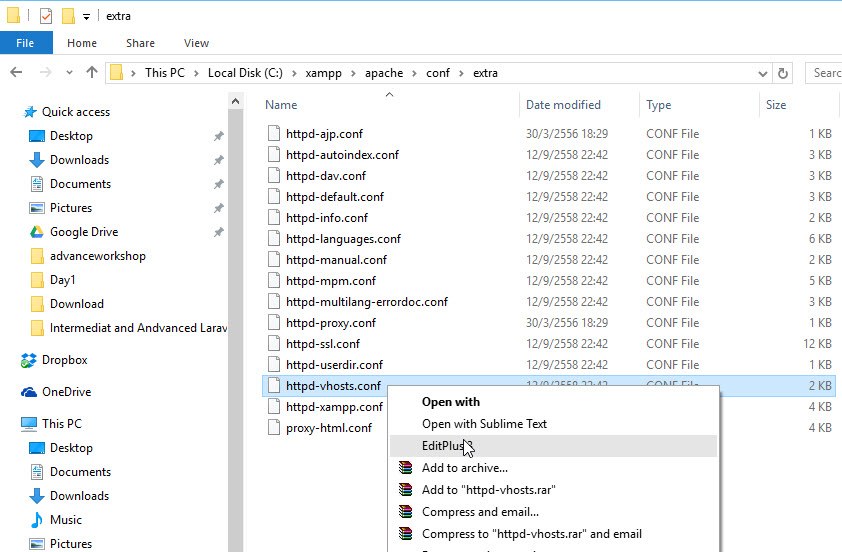 extra
File Home Share View
This PC Local Disk (C:) xampp apache conf extra Searc
Name Date modified Type Size
Quick access
Desktop
Downloads
Documents
Pictures
Google Drive
advanceworkshop
Day1
Download
Intermediat and Andvanced Larav
Dropbox
OneDrive
This PC
Desktop
Documents
Downloads
Music
Pictures
httpd-ajp.conf 30/3/2556 18:29 CONF File 1 KB
httpd-autoindex.conf 12/9/2558 22:42 CONF File 3 KB
httpd-dav.conf 12/9/2558 22:42 CONF File 3 KB
httpd-default.conf 12/9/2558 22:42 CONF File 3 KB
httpd-info.conf 12/9/2558 22:42 CONF File 2 KB
httpd-languages.conf 12/9/2558 22:42 CONF File 6 KB
httpd-manual.conf 12/9/2558 22:42 CONF File 2 KB
httpd-mpm.conf 12/9/2558 22:42 CONF File 5 KB
httpd-multilang-errordoc.conf 12/9/2558 22:42 CONF File 3 KB
httpd-proxy.conf 30/3/2556 18:29 CONF File 1 KB
httpd-ssl.conf 12/9/2558 22:42 CONF File 12 KB
httpd-userdir.conf 12/9/2558 22:42 CONF File 1 KB
httpd-vhosts.conf 12/9/2558 22:42 CONF File 2 KB
httpd-xampp.conf 4 KB
proxy-html.conf 4 KB
Open with
Open with Sublime Text
EditPlus
Add to archive...
Add to "httpd-vhosts.rar"
Compress and email...
Compress to "httpd-vhosts.rar" and email